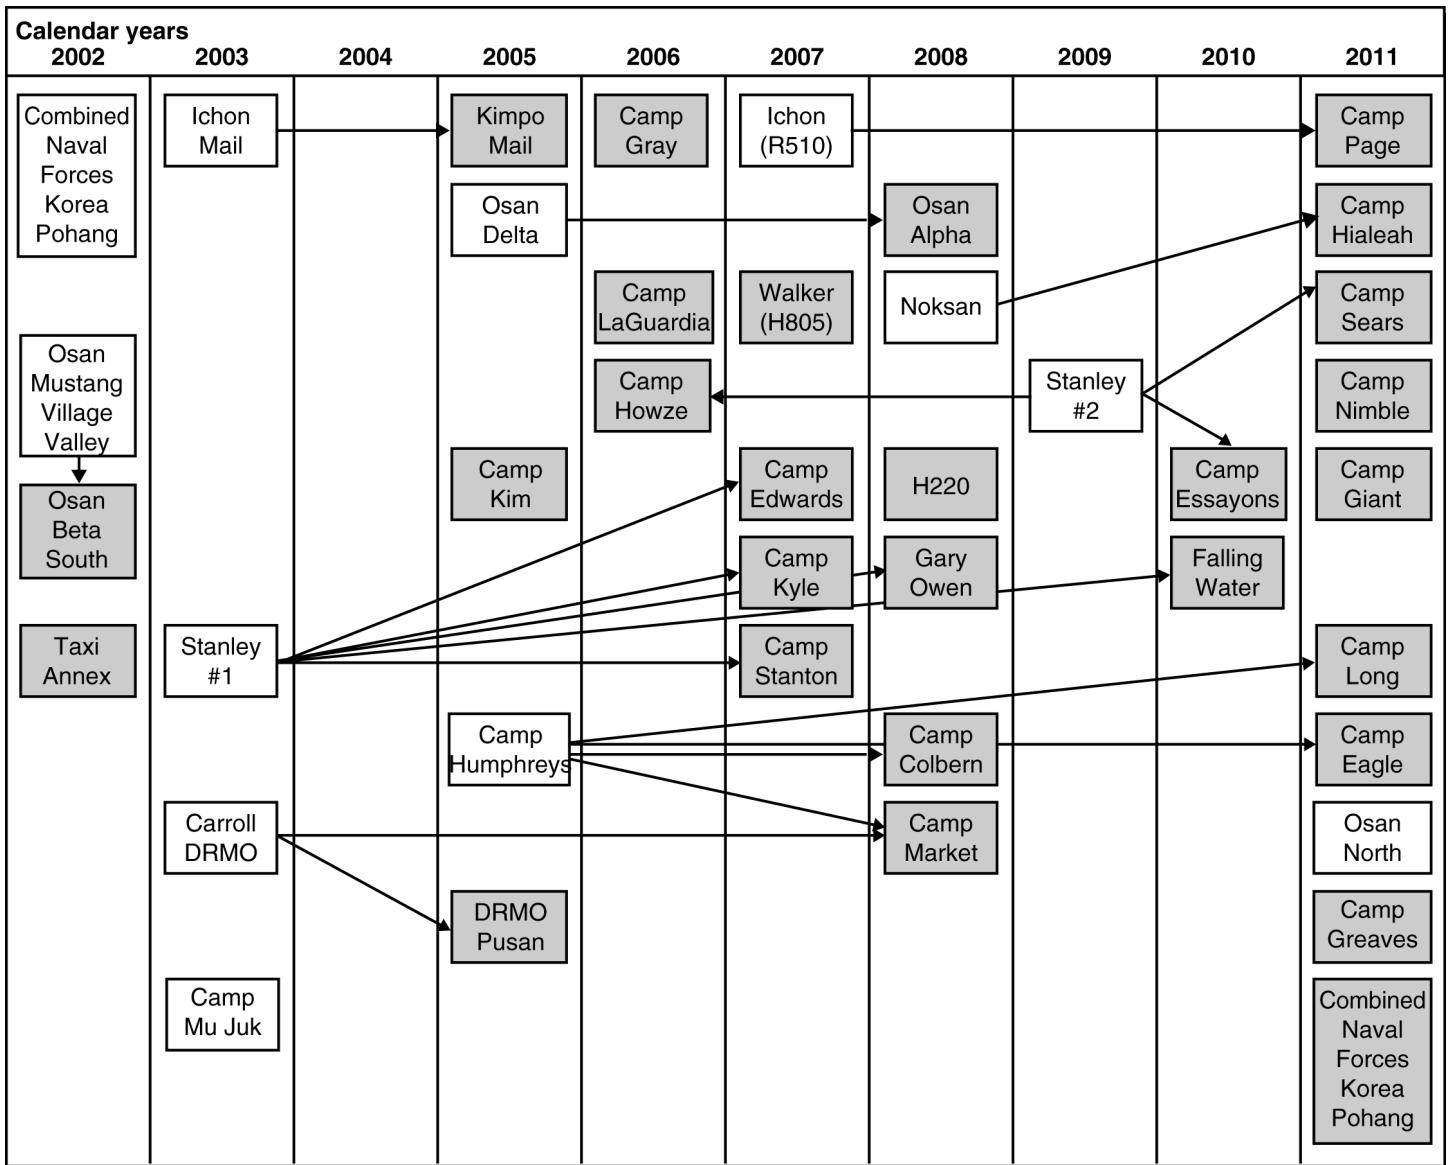 Calendar years
2002 2003 2004 2005 2006 2007 2008 2009 2010 2011
Combined
Naval
Forces
Korea
Pohang
Osan
Mustang
Village
Valley
Osan
Beta
South
Taxi
Annex
Ichon
Mail
Stanley
#1
Carroll
DRMO
Camp
Mu Juk
Kimpo
Mail
Osan
Delta
Camp
Kim
Camp
Humphreys
DRMO
Pusan
Camp
Gray
Camp
LaGuardia
Camp
Howze
Ichon
(R510)
Walker
(H805)
Camp
Edwards
Camp
Kyle
Camp
Stanton
Osan
Alpha
Noksan
H220
Gary
Owen
Camp
Colbern
Camp
Market
Stanley
#2
Camp
Essayons
Falling
Water
Camp
Page
Camp
Hialeah
Camp
Sears
Camp
Nimble
Camp
Giant
Camp
Long
Camp
Eagle
Osan
North
Camp
Greaves
Combined
Naval
Forces
Korea
Pohang